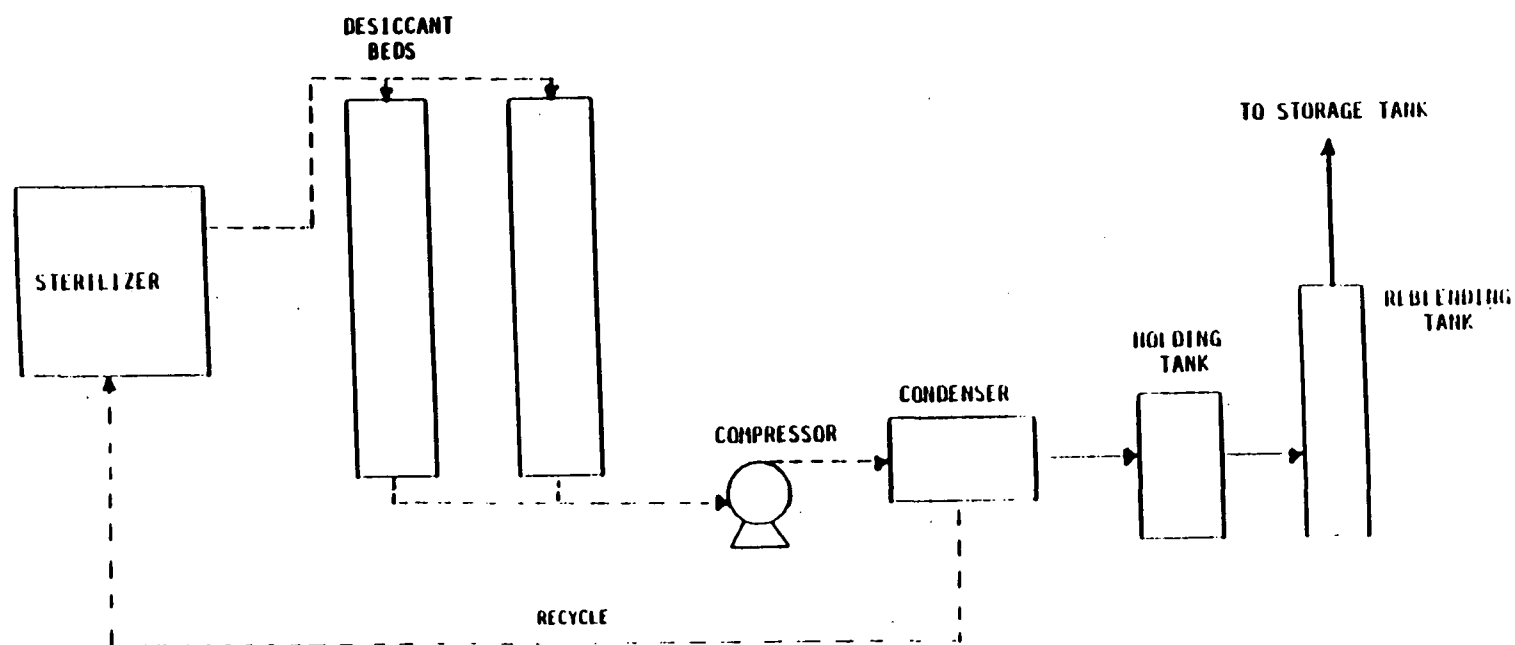 DESICCANT
BEDS
TO STORAGE TANK
STERILIZER
REBLENDING
TANK
HOLDING
TANK
CONDENSER
COMPRESSOR
RECYCLE